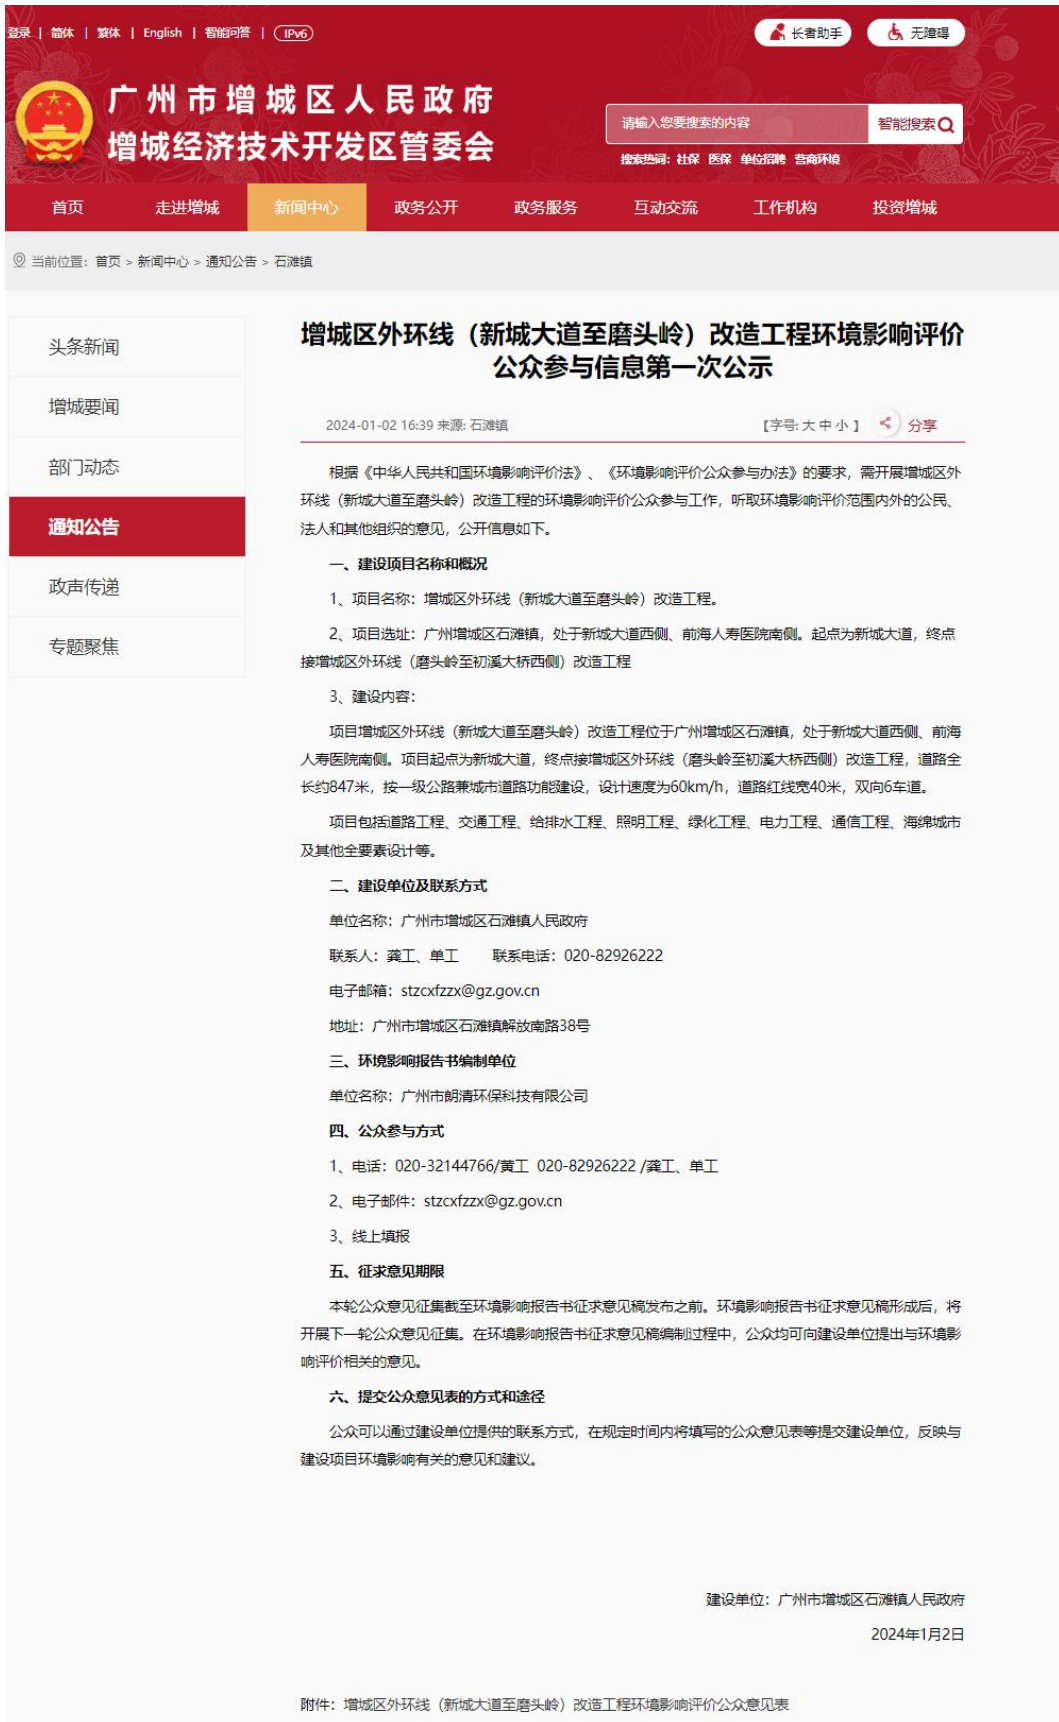 登录 | 简体 | 繁体 | English | 智能问答 | IPv6
长者助手
无障碍
广州市增城区人民政府
增城经济技术开发区管委会
请输入您要搜索的内容
智能搜索
搜索热词：社保 医保 单位招聘 营商环境
首页 走进增城 新闻中心 政务公开 政务服务 互动交流 工作机构 投资增城
当前位置：首页 > 新闻中心 > 通知公告 > 石滩镇
头条新闻
增城要闻
部门动态
通知公告
政声传递
专题聚焦
增城区外环线（新城大道至磨头岭）改造工程环境影响评价
公众参与信息第一次公示
2024-01-02 16:39 来源: 石滩镇
【字号: 大 中 小 】 分享
根据《中华人民共和国环境影响评价法》、《环境影响评价公众参与办法》的要求，需开展增城区外
环线（新城大道至磨头岭）改造工程的环境影响评价公众参与工作，听取环境影响评价范围内外的公民、
法人和其他组织的意见，公开信息如下。
一、建设项目名称和概况
1、项目名称：增城区外环线（新城大道至磨头岭）改造工程。
2、项目选址：广州增城区石滩镇，处于新城大道西侧、前海人寿医院南侧。起点为新城大道，终点
接增城区外环线（磨头岭至初溪大桥西侧）改造工程
3、建设内容：
项目增城区外环线（新城大道至磨头岭）改造工程位于广州增城区石滩镇，处于新城大道西侧、前海
人寿医院南侧。项目起点为新城大道，终点接增城区外环线（磨头岭至初溪大桥西侧）改造工程，道路全
长约847米，按一级公路兼城市道路功能建设，设计速度为60km/h，道路红线宽40米，双向6车道。
项目包括道路工程、交通工程、给排水工程、照明工程、绿化工程、电力工程、通信工程、海绵城市
及其他全要素设计等。
二、建设单位及联系方式
单位名称：广州市增城区石滩镇人民政府
联系人：龚工、单工 联系电话：020-82926222
电子邮箱：stzcxfzzx@gz.gov.cn
地址：广州市增城区石滩镇解放南路38号
三、环境影响报告书编制单位
单位名称：广州市朗清环保科技有限公司
四、公众参与方式
1、电话：020-32144766/黄工 020-82926222 /龚工、单工
2、电子邮件：stzcxfzzx@gz.gov.cn
3、线上填报
五、征求意见期限
本轮公众意见征集截至环境影响报告书征求意见稿发布之前。环境影响报告书征求意见稿形成后，将
开展下一轮公众意见征集。在环境影响报告书征求意见稿编制过程中，公众均可向建设单位提出与环境影
响评价相关的意见。
六、提交公众意见表的方式和途径
公众可以通过建设单位提供的联系方式，在规定时间内将填写的公众意见表等提交建设单位，反映与
建设项目环境影响有关的意见和建议。
建设单位：广州市增城区石滩镇人民政府
2024年1月2日
附件：增城区外环线（新城大道至磨头岭）改造工程环境影响评价公众意见表